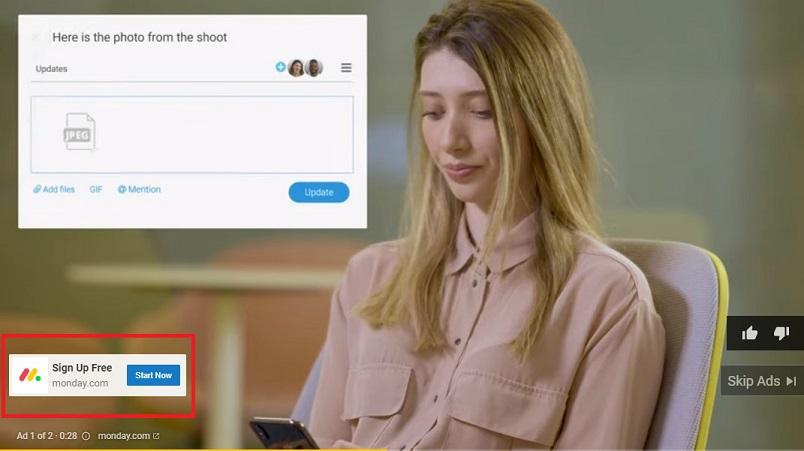 Here is the photo from the shoot
Updates
JPEG
Add files GIF Mention
Update
Sign Up Free
monday.com
Start Now
Skip Ads
Ad 1 of 2 · 0:28 monday.com